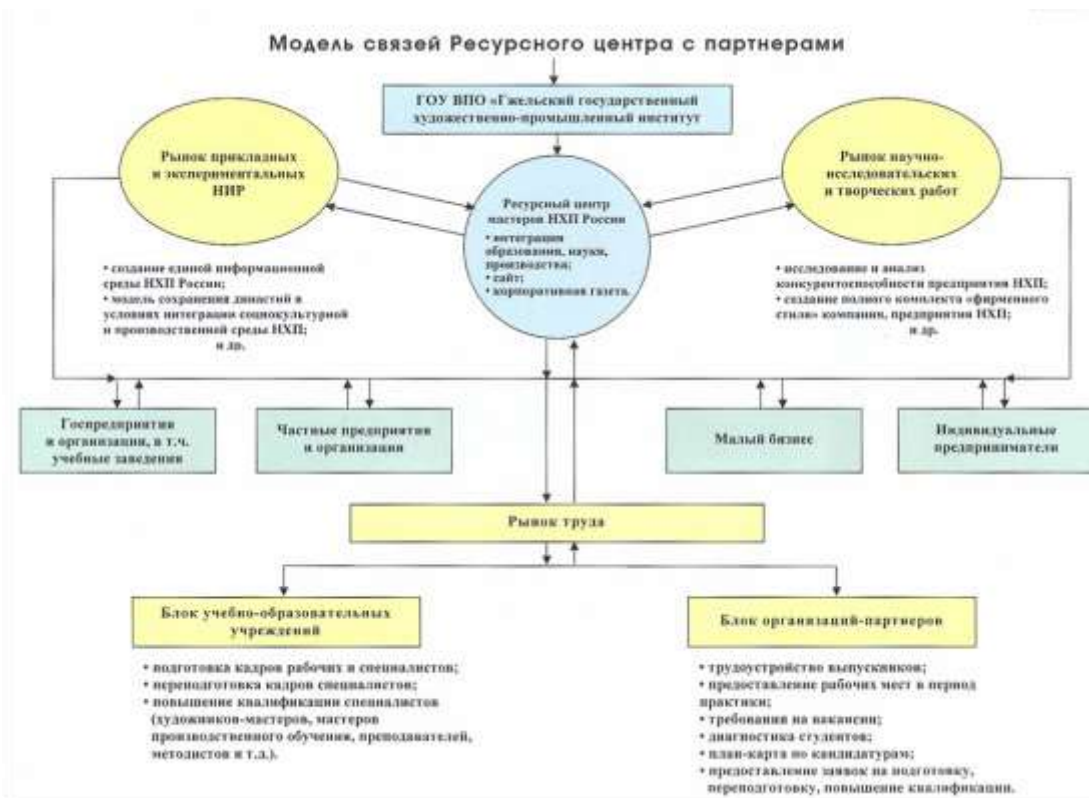 Модель связей Ресурсного центра с партнерами
ГОУ ВПО «Гжельский государственный
художественно-промышленный институт
Рынок прикладных
и экспериментальных
НИР
Рынок научно-
исследовательских
и творческих работ
Ресурсный центр
мастеров НХП России
• интеграция
образования, науки,
производства;
• сайт;
• корпоративная газета.
• создание единой информационной
среды НХП России;
• модель сохранения династий в
условиях интеграции социокультурной
и производственной среды НХП;
и др.
• исследование и анализ
конкурентоспособности предприятия НХП;
• создание полного комплекта «фирменного
стиля» компании, предприятия НХП;
и др.
Госпредприятия
и организации, в т.ч.
учебные заведения
Частные предприятия
и организации
Малый бизнес
Индивидуальные
предприниматели
Рынок труда
Блок учебно-образовательных
учреждений
Блок организаций-партнеров
• подготовка кадров рабочих и специалистов;
• переподготовка кадров специалистов;
• повышение квалификации специалистов
(художников-мастеров, мастеров
производственного обучения, преподавателей,
методистов и т.д.).
• трудоустройство выпускников;
• предоставление рабочих мест в период
практики;
• требования на вакансии;
• диагностика студентов;
• план-карта по кандидатурам;
• предоставление заявок на подготовку,
переподготовку, повышение квалификации.